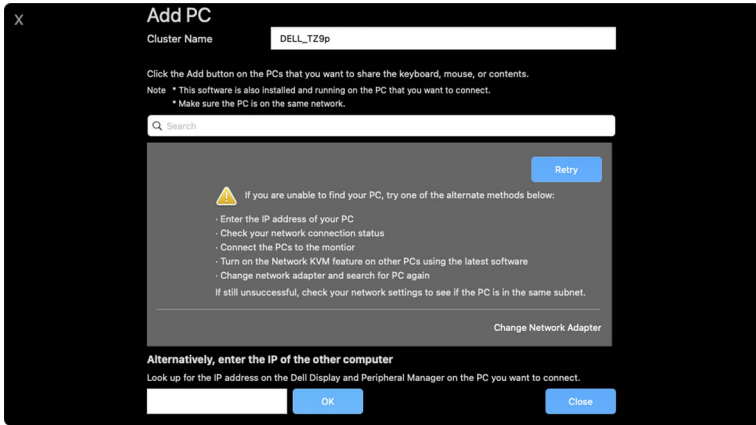 X
Add PC
Cluster Name
DELL_TZ9p
Click the Add button on the PCs that you want to share the keyboard, mouse, or contents.
Note * This software is also installed and running on the PC that you want to connect.
* Make sure the PC is on the same network.
Search
Retry
If you are unable to find your PC, try one of the alternate methods below:
· Enter the IP address of your PC
· Check your network connection status
· Connect the PCs to the montior
· Turn on the Network KVM feature on other PCs using the latest software
· Change network adapter and search for PC again
If still unsuccessful, check your network settings to see if the PC is in the same subnet.
Change Network Adapter
Alternatively, enter the IP of the other computer
Look up for the IP address on the Dell Display and Peripheral Manager on the PC you want to connect.
OK
Close